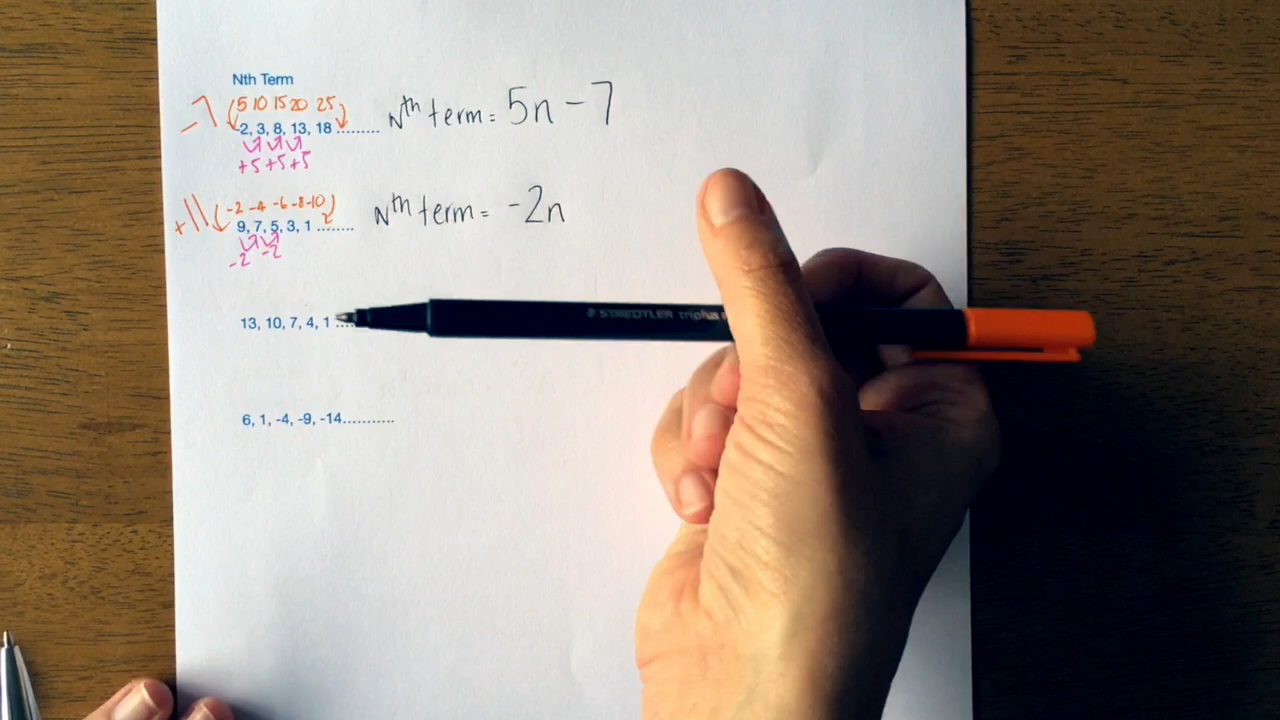 Nth Term
-7 (5 10 15 20 25)
-2, 3, 8, 13, 18 ......... Nth term = 5n - 7
+5 +5 +5
+11 -2 -4 -6 -8 -10)
9, 7, 5, 3, 1 ........ Nth term = -2n
-2 -2
13, 10, 7, 4, 1 ....
STAEDTLER triplus
6, 1, -4, -9, -14...........